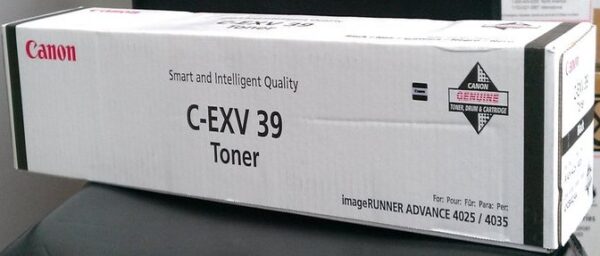 Canon
Smart and Intelligent Quality
C-EXV 39
Toner
CANON
GENUINE
TONER, DRUM & CARTRIDGE
For: Pour: Für: Para: Per:
imageRUNNER ADVANCE 4025 / 4035